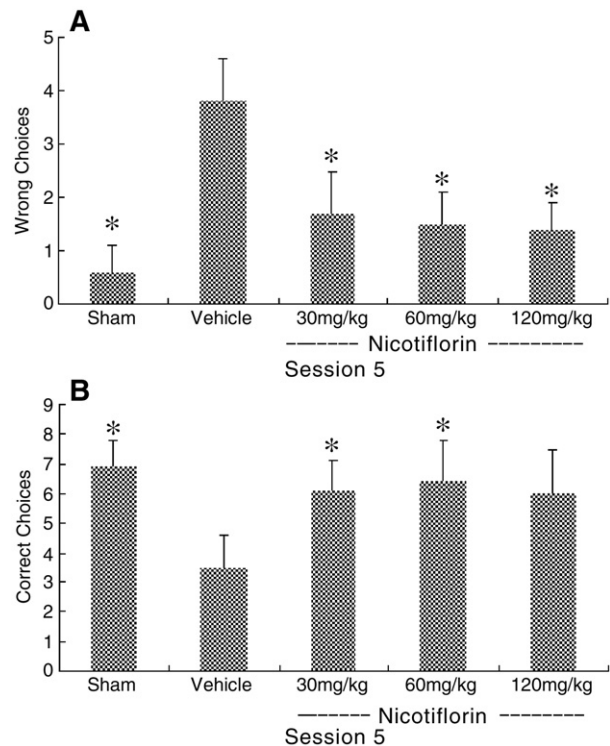 A
Wrong Choices
5
4
3
2
1
0
*
*
*
*
Sham Vehicle 30mg/kg 60mg/kg 120mg/kg
Nicotiflorin
Session 5
B
Correct Choices
9
8
7
6
5
4
3
2
1
0
*
*
*
Sham Vehicle 30mg/kg 60mg/kg 120mg/kg
Nicotiflorin
Session 5